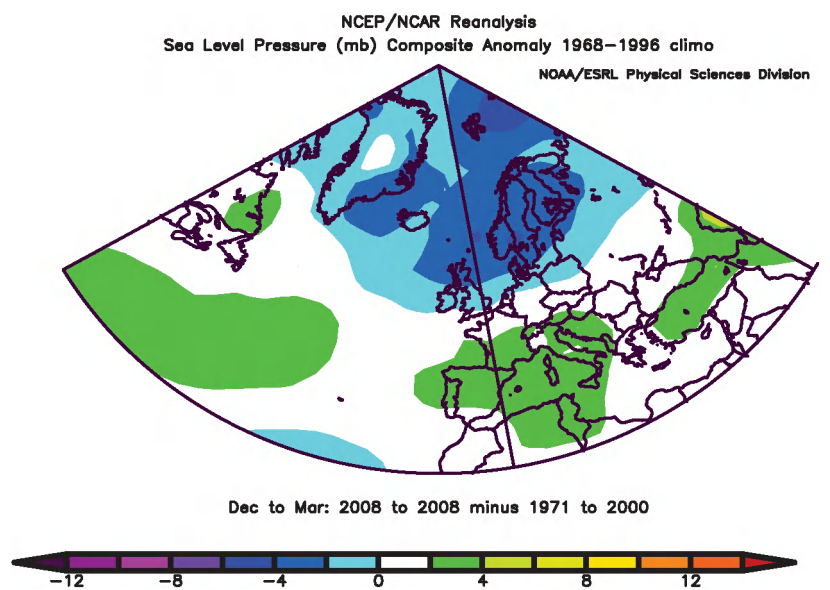 NCEP/NCAR Reanalysis
Sea Level Pressure (mb) Composite Anomaly 1968−1996 climo
NOAA/ESRL Physical Sciences Division
Dec to Mar: 2008 to 2008 minus 1971 to 2000
−12 −8 −4 0 4 8 12